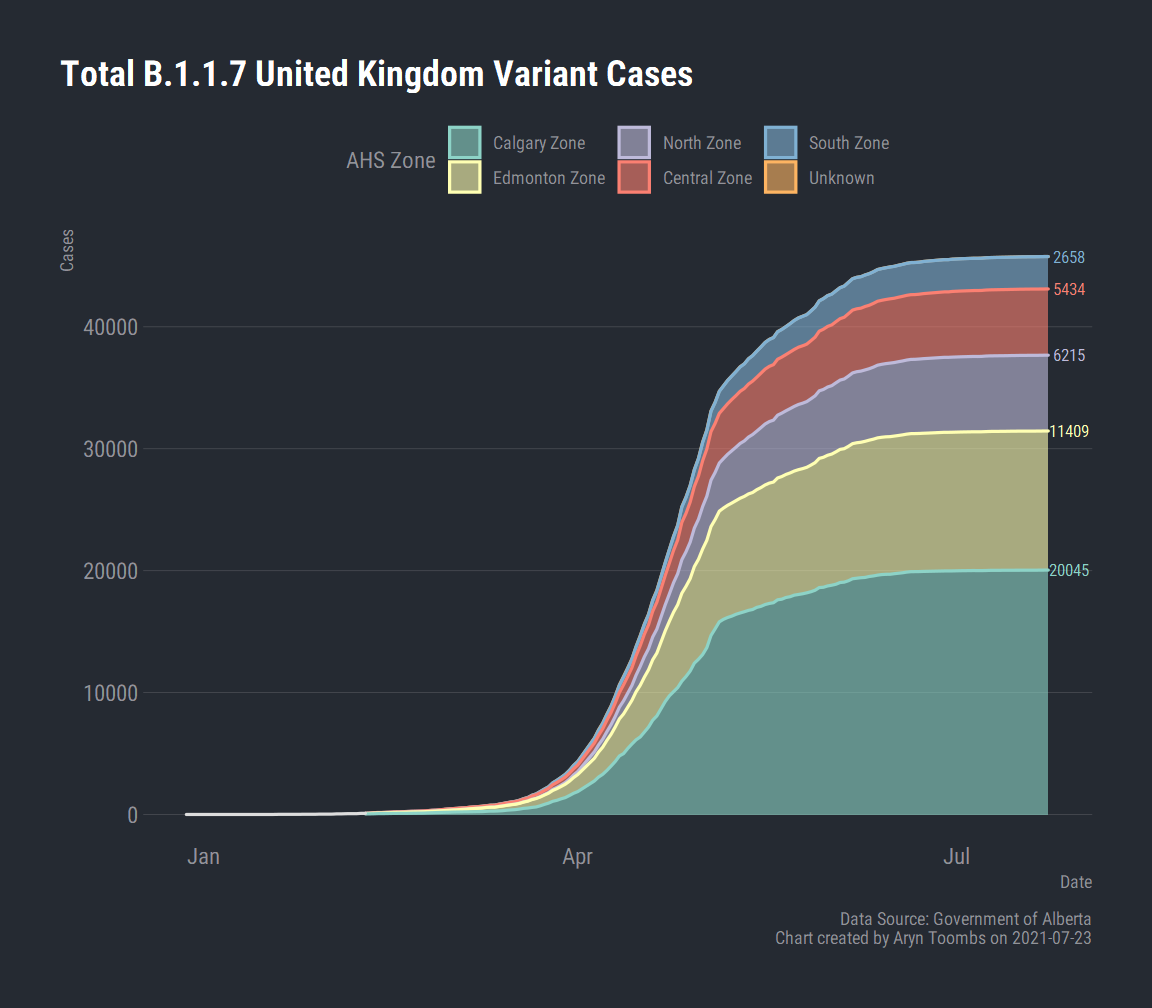 Total B.1.1.7 United Kingdom Variant Cases
AHS Zone
Calgary Zone
North Zone
South Zone
Edmonton Zone
Central Zone
Unknown
Cases
2658
5434
40000
6215
11409
30000
20000
20045
10000
0
Jan
Apr
Jul
Date
Data Source: Government of Alberta
Chart created by Aryn Toombs on 2021-07-23